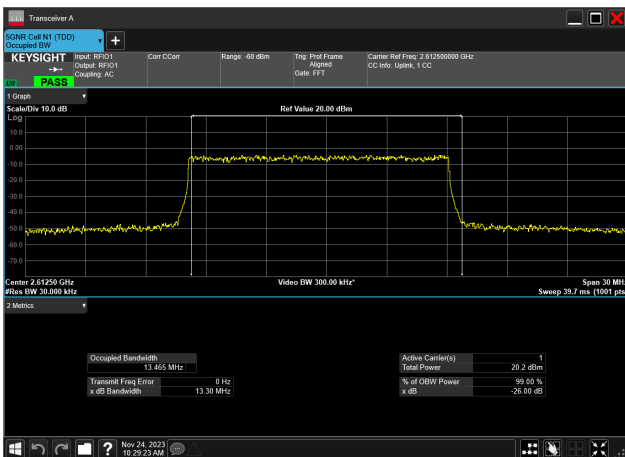 Transceiver A
5GNR Cell N1 (TDD)
Occupied BW
KEYSIGHT
PASS
Input: RFIO1
Output: RFIO1
Coupling: AC
Corr CCorr
Range: -60 dBm
Trig: Prot Frame
Aligned
Gate: FFT
Carrier Ref Freq: 2.612500000 GHz
CC Info: Uplink, 1 CC
1 Graph
Scale/Div 10.0 dB
Ref Value 20.00 dBm
Log
10.0
0.00
-10.0
-20.0
-30.0
-40.0
-50.0
-60.0
-70.0
Center 2.61250 GHz
Video BW 300.00 kHz*
Span 30 MHz
#Res BW 30.000 kHz
Sweep 39.7 ms (1001 pts
2 Metrics
Occupied Bandwidth
13.465 MHz
Transmit Freq Error 0 Hz
x dB Bandwidth 13.30 MHz
Active Carrier(s) 1
Total Power 20.2 dBm
% of OBW Power 99.00 %
x dB -26.00 dB
?
Nov 24, 2023
10:29:23 AM